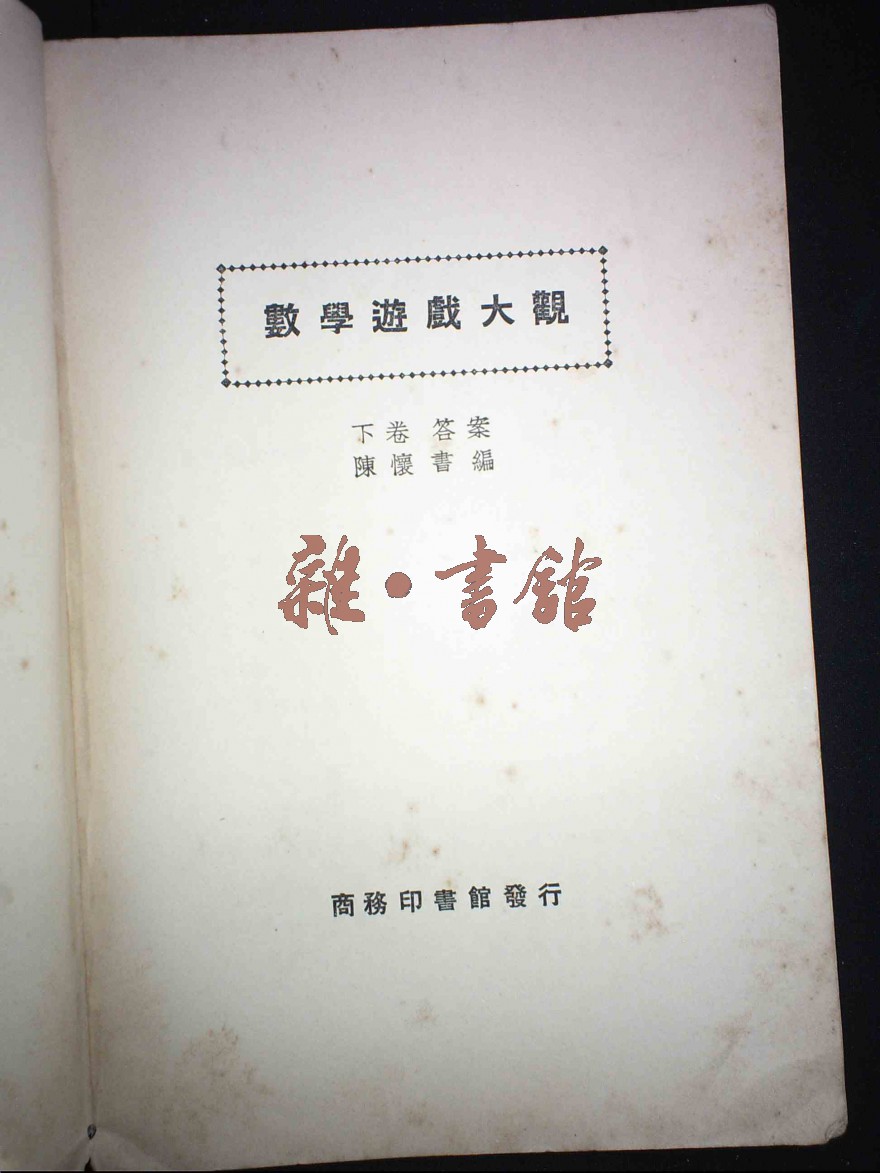 數學遊戲大觀
下卷 答案
陳懷書編
雜·書館
商務印書館發行